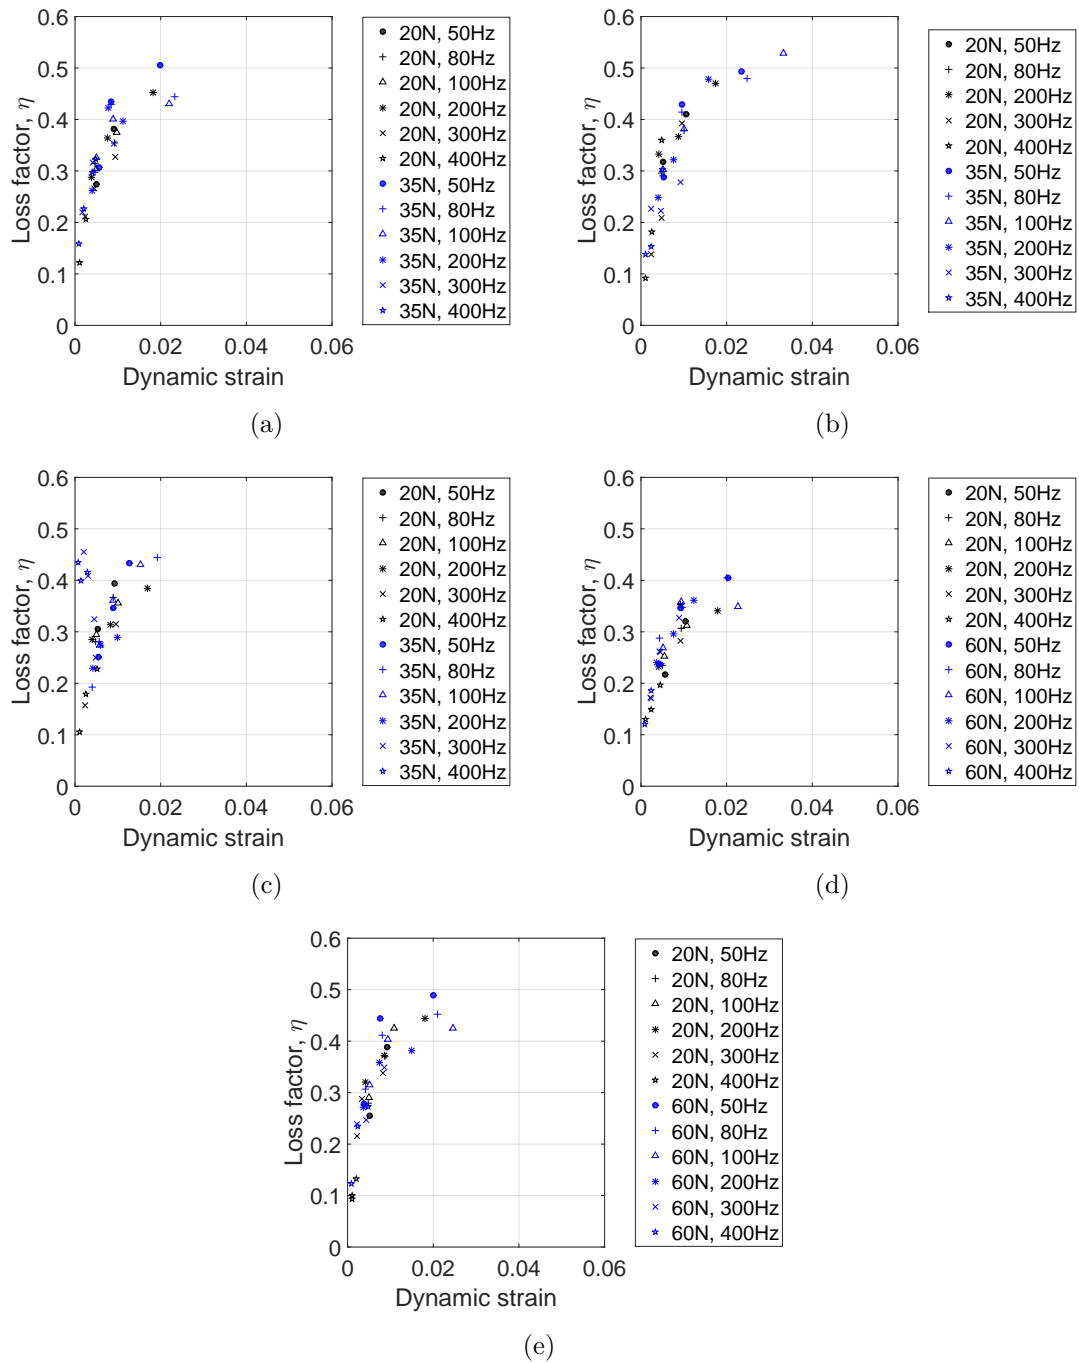 0.6
0.5
0.4
0.3
0.2
0.1
0
Loss factor, η
0 0.02 0.04 0.06
Dynamic strain
20N, 50Hz
20N, 80Hz
20N, 100Hz
20N, 200Hz
20N, 300Hz
20N, 400Hz
35N, 50Hz
35N, 80Hz
35N, 100Hz
35N, 200Hz
35N, 300Hz
35N, 400Hz
(a)
0.6
0.5
0.4
0.3
0.2
0.1
0
Loss factor, η
0 0.02 0.04 0.06
Dynamic strain
20N, 50Hz
20N, 80Hz
20N, 200Hz
20N, 300Hz
20N, 400Hz
35N, 50Hz
35N, 80Hz
35N, 100Hz
35N, 200Hz
35N, 300Hz
35N, 400Hz
(b)
0.6
0.5
0.4
0.3
0.2
0.1
0
Loss factor, η
0 0.02 0.04 0.06
Dynamic strain
20N, 50Hz
20N, 80Hz
20N, 100Hz
20N, 200Hz
20N, 300Hz
20N, 400Hz
35N, 50Hz
35N, 80Hz
35N, 100Hz
35N, 200Hz
35N, 300Hz
35N, 400Hz
(c)
0.6
0.5
0.4
0.3
0.2
0.1
0
Loss factor, η
0 0.02 0.04 0.06
Dynamic strain
20N, 50Hz
20N, 80Hz
20N, 100Hz
20N, 200Hz
20N, 300Hz
20N, 400Hz
60N, 50Hz
60N, 80Hz
60N, 100Hz
60N, 200Hz
60N, 300Hz
60N, 400Hz
(d)
0.6
0.5
0.4
0.3
0.2
0.1
0
Loss factor, η
0 0.02 0.04 0.06
Dynamic strain
20N, 50Hz
20N, 80Hz
20N, 100Hz
20N, 200Hz
20N, 300Hz
20N, 400Hz
60N, 50Hz
60N, 80Hz
60N, 100Hz
60N, 200Hz
60N, 300Hz
60N, 400Hz
(e)